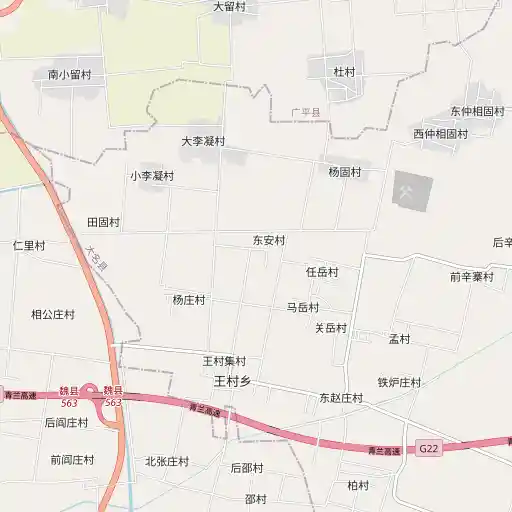 大留村
南小留村
杜村
广平县
东仲相固村
西仲相固村
大李凝村
小李凝村
杨固村
田固村
东安村
仁里村
大名县
任岳村
前辛寨村
杨庄村
马岳村
相公庄村
关岳村
孟村
王村集村
王村乡
铁炉庄村
魏县
563
魏县
563
青兰高速
东赵庄村
青兰高速
后阎庄村
青兰高速
G22
前阎庄村
北张庄村
后邵村
柏村
邵村